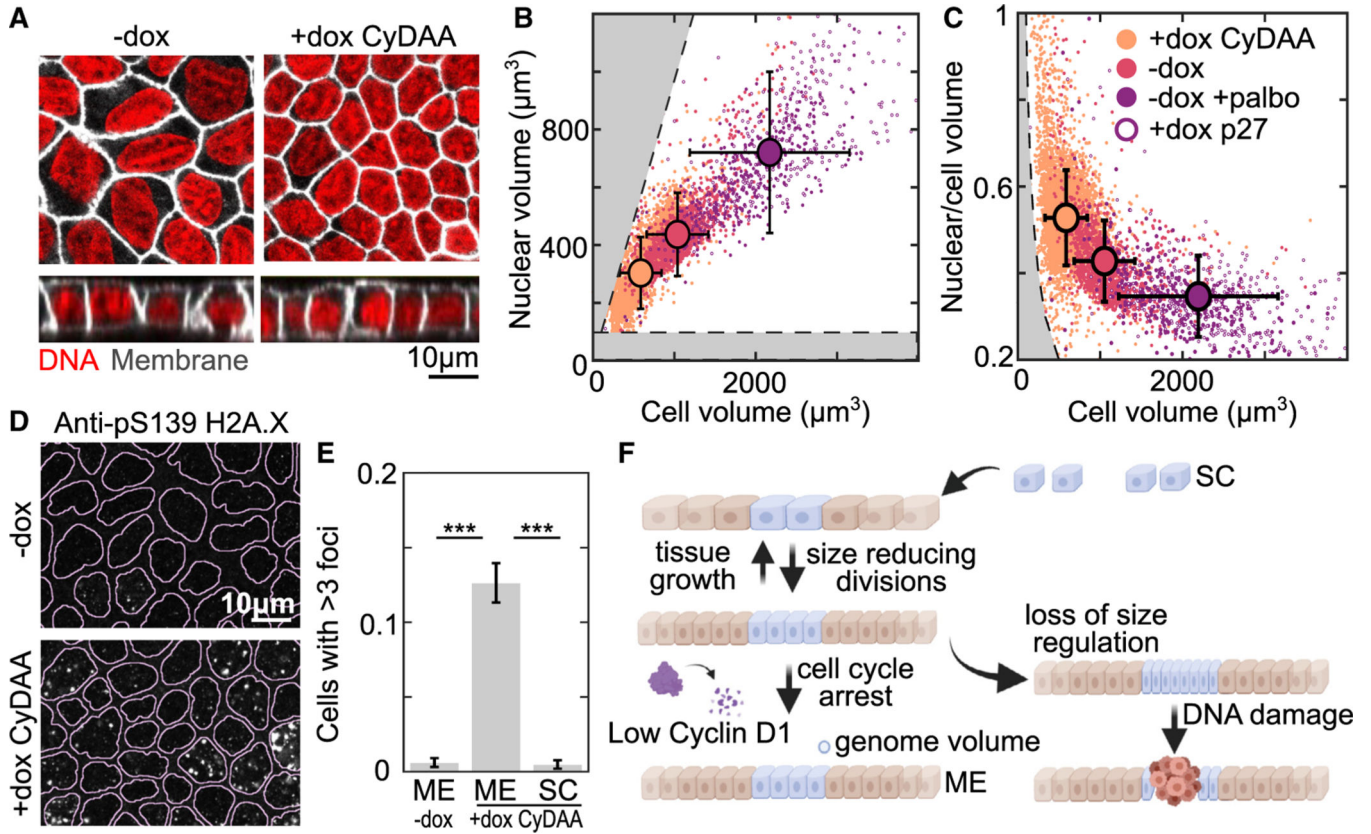 A
-dox
+dox CyDAA
DNA Membrane
10µm
B
Nuclear volume (µm³)
800
400
0
0
2000
Cell volume (µm³)
C
Nuclear/cell volume
1
0.6
0.2
0
2000
Cell volume (µm³)
+dox CyDAA
-dox
-dox +palbo
+dox p27
D
Anti-pS139 H2A.X
-dox
10µm
+dox CyDAA
E
Cells with >3 foci
0.2
0.1
0
***
***
ME
ME
SC
-dox
+dox CyDAA
F
SC
tissue
growth
size reducing
divisions
loss of size
regulation
cell cycle
arrest
Low Cyclin D1
genome volume
DNA damage
ME